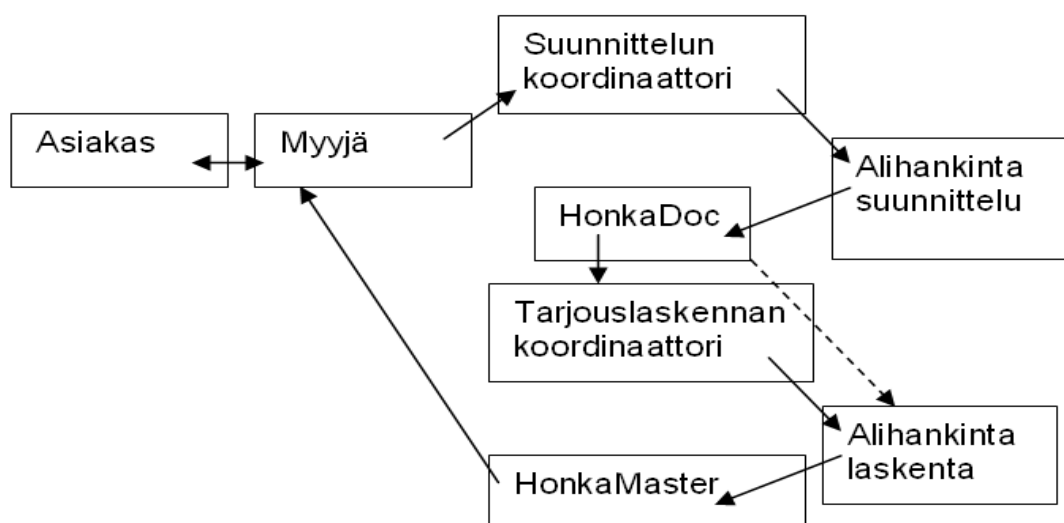 Suunnittelun
koordinaattori
Asiakas
Myyjä
Alihankinta
suunnittelu
HonkaDoc
Tarjouslaskennan
koordinaattori
Alihankinta
laskenta
HonkaMaster